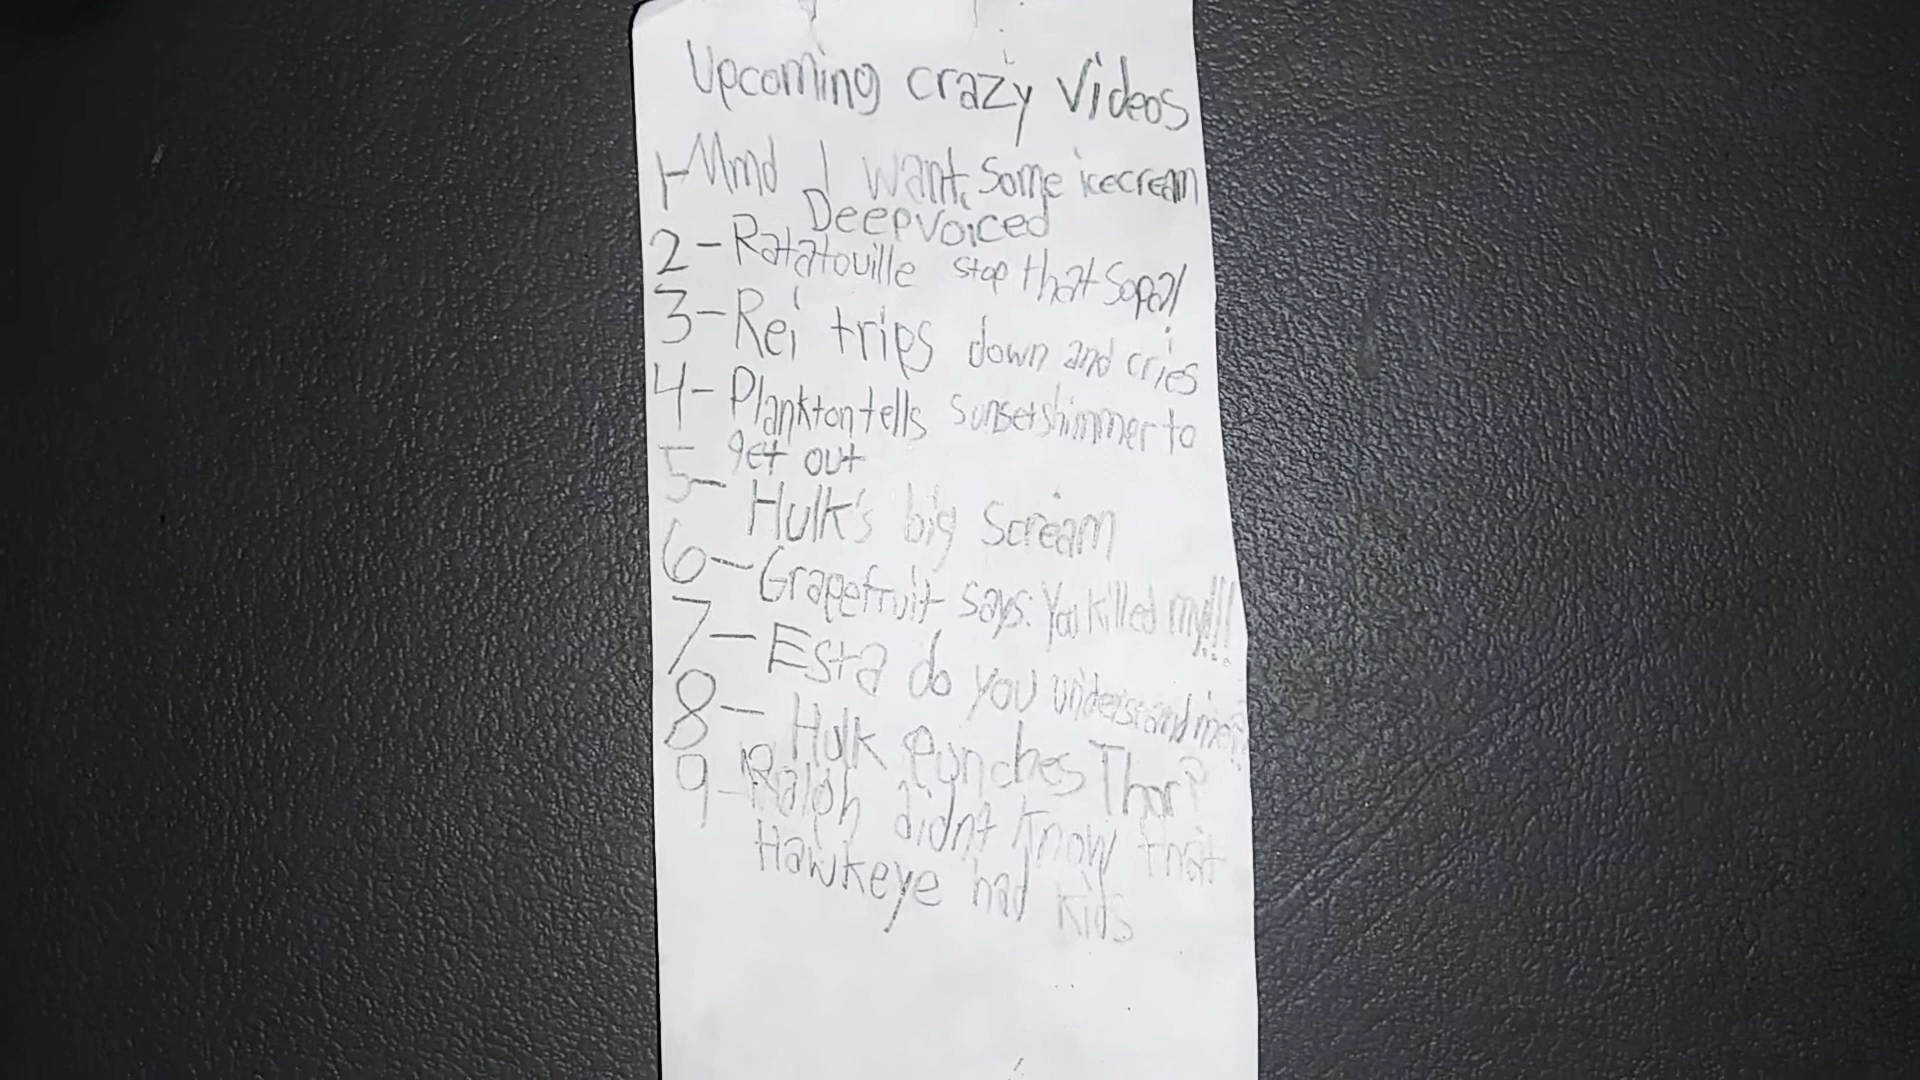 Upcoming crazy videos
1-Mmd I want some icecream
Deepvoiced
2-Ratatouille stop that
3-Rei trips down and cries
4-Plankton tells sunsetshimmer to
get out
5-Hulk's big scream
6-Grapefruit says: You killed my!!!
7-Esta do you understand me?
8-Hulk punches Thor?
9-Ralph didnt know that
Hawkeye had kids